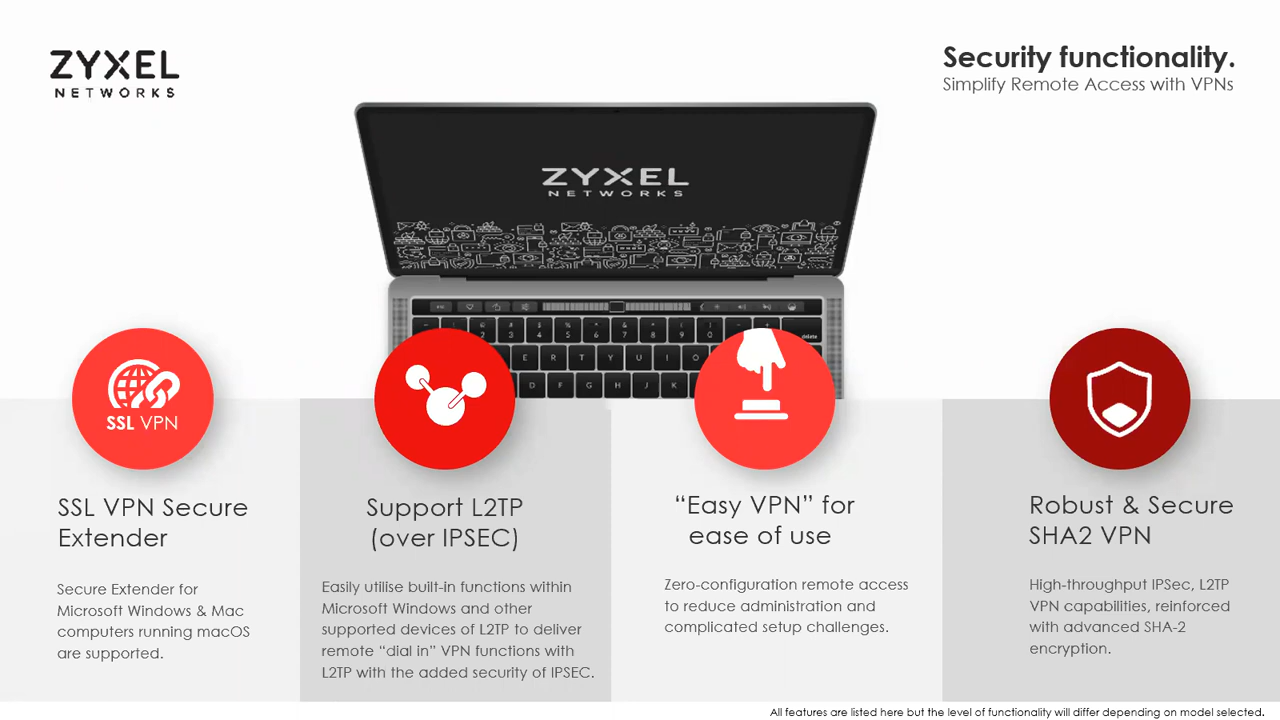 ZYXEL
NETWORKS
Security functionality.
Simplify Remote Access with VPNs
ZYXEL
NETWORKS
SSL VPN
SSL VPN Secure
Extender
Secure Extender for
Microsoft Windows & Mac
computers running macOS
are supported.
Support L2TP
(over IPSEC)
Easily utilise built-in functions within
Microsoft Windows and other
supported devices of L2TP to deliver
remote “dial in” VPN functions with
L2TP with the added security of IPSEC.
“Easy VPN” for
ease of use
Zero-configuration remote access
to reduce administration and
complicated setup challenges.
Robust & Secure
SHA2 VPN
High-throughput IPSec, L2TP
VPN capabilities, reinforced
with advanced SHA-2
encryption.
All features are listed here but the level of functionality will differ depending on model selected.